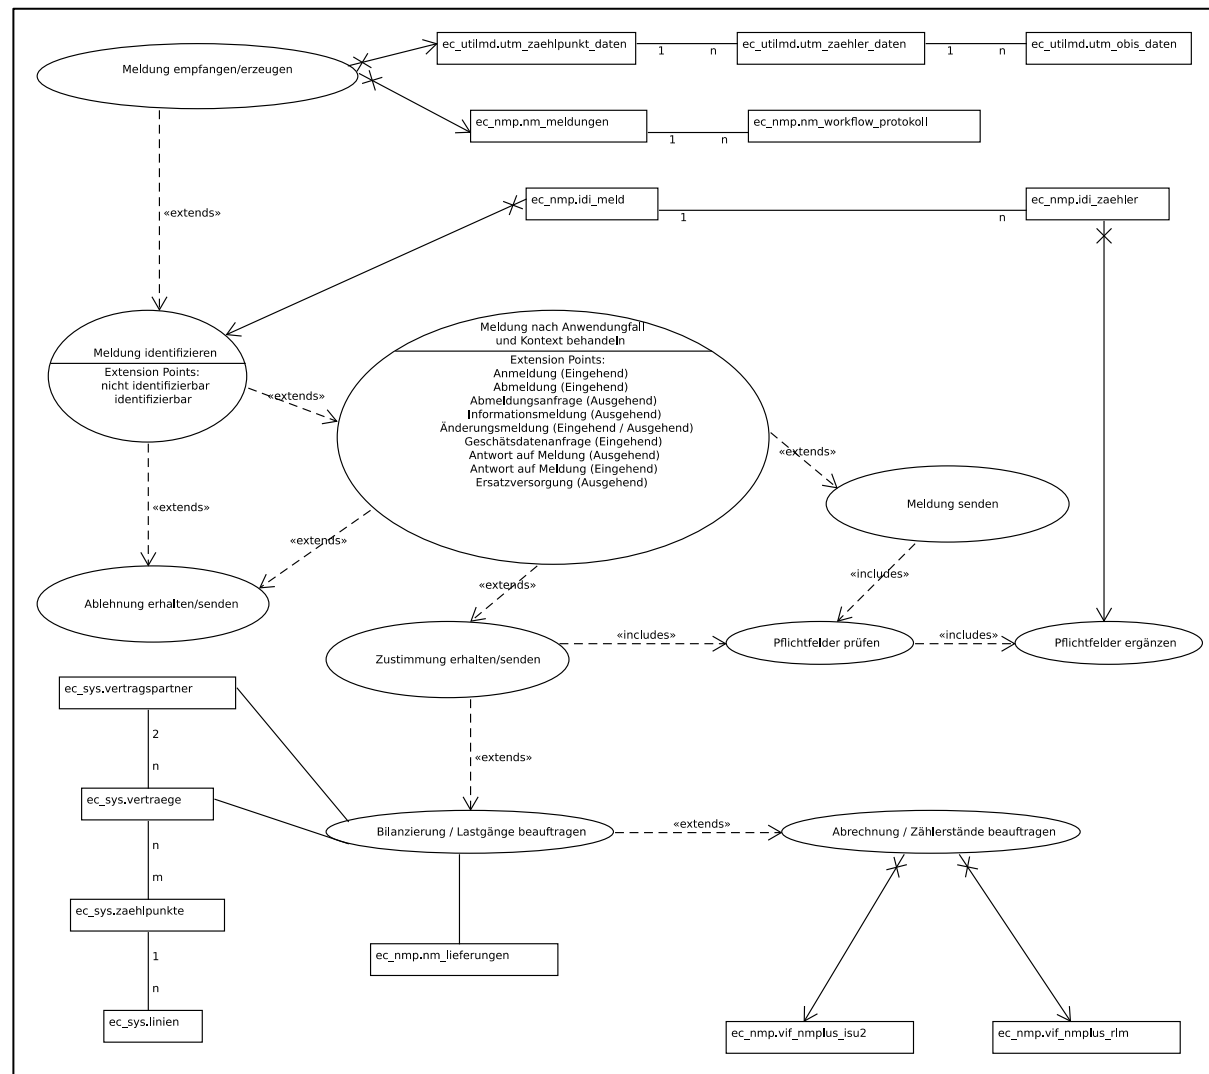 ec_utilmd.utm_zaehlpunkt_daten
1
n
ec_utilmd.utm_zaehler_daten
1
n
ec_utilmd.utm_obis_daten
Meldung empfangen/erzeugen
ec_nmp.nm_meldungen
1
n
ec_nmp.nm_workflow_protokoll
«extends»
ec_nmp.idi_meld
1
n
ec_nmp.idi_zaehler
Meldung identifizieren
Extension Points:
nicht identifizierbar
identifizierbar
«extends»
Meldung nach Anwendungfall
und Kontext behandeln
Extension Points:
Anmeldung (Eingehend)
Abmeldung (Eingehend)
Abmeldungsanfrage (Ausgehend)
Informationsmeldung (Ausgehend)
Änderungsmeldung (Eingehend / Ausgehend)
Geschätsdatenanfrage (Eingehend)
Antwort auf Meldung (Ausgehend)
Antwort auf Meldung (Eingehend)
Ersatzversorgung (Ausgehend)
«extends»
Meldung senden
«extends»
«extends»
«extends»
«includes»
Ablehnung erhalten/senden
Zustimmung erhalten/senden
«includes»
Pflichtfelder prüfen
«includes»
Pflichtfelder ergänzen
ec_sys.vertragspartner
2
n
«extends»
ec_sys.vertraege
n
m
Bilanzierung / Lastgänge beauftragen
«extends»
Abrechnung / Zählerstände beauftragen
ec_sys.zaehlpunkte
1
n
ec_nmp.nm_lieferungen
ec_sys.linien
ec_nmp.vif_nmplus_isu2
ec_nmp.vif_nmplus_rlm